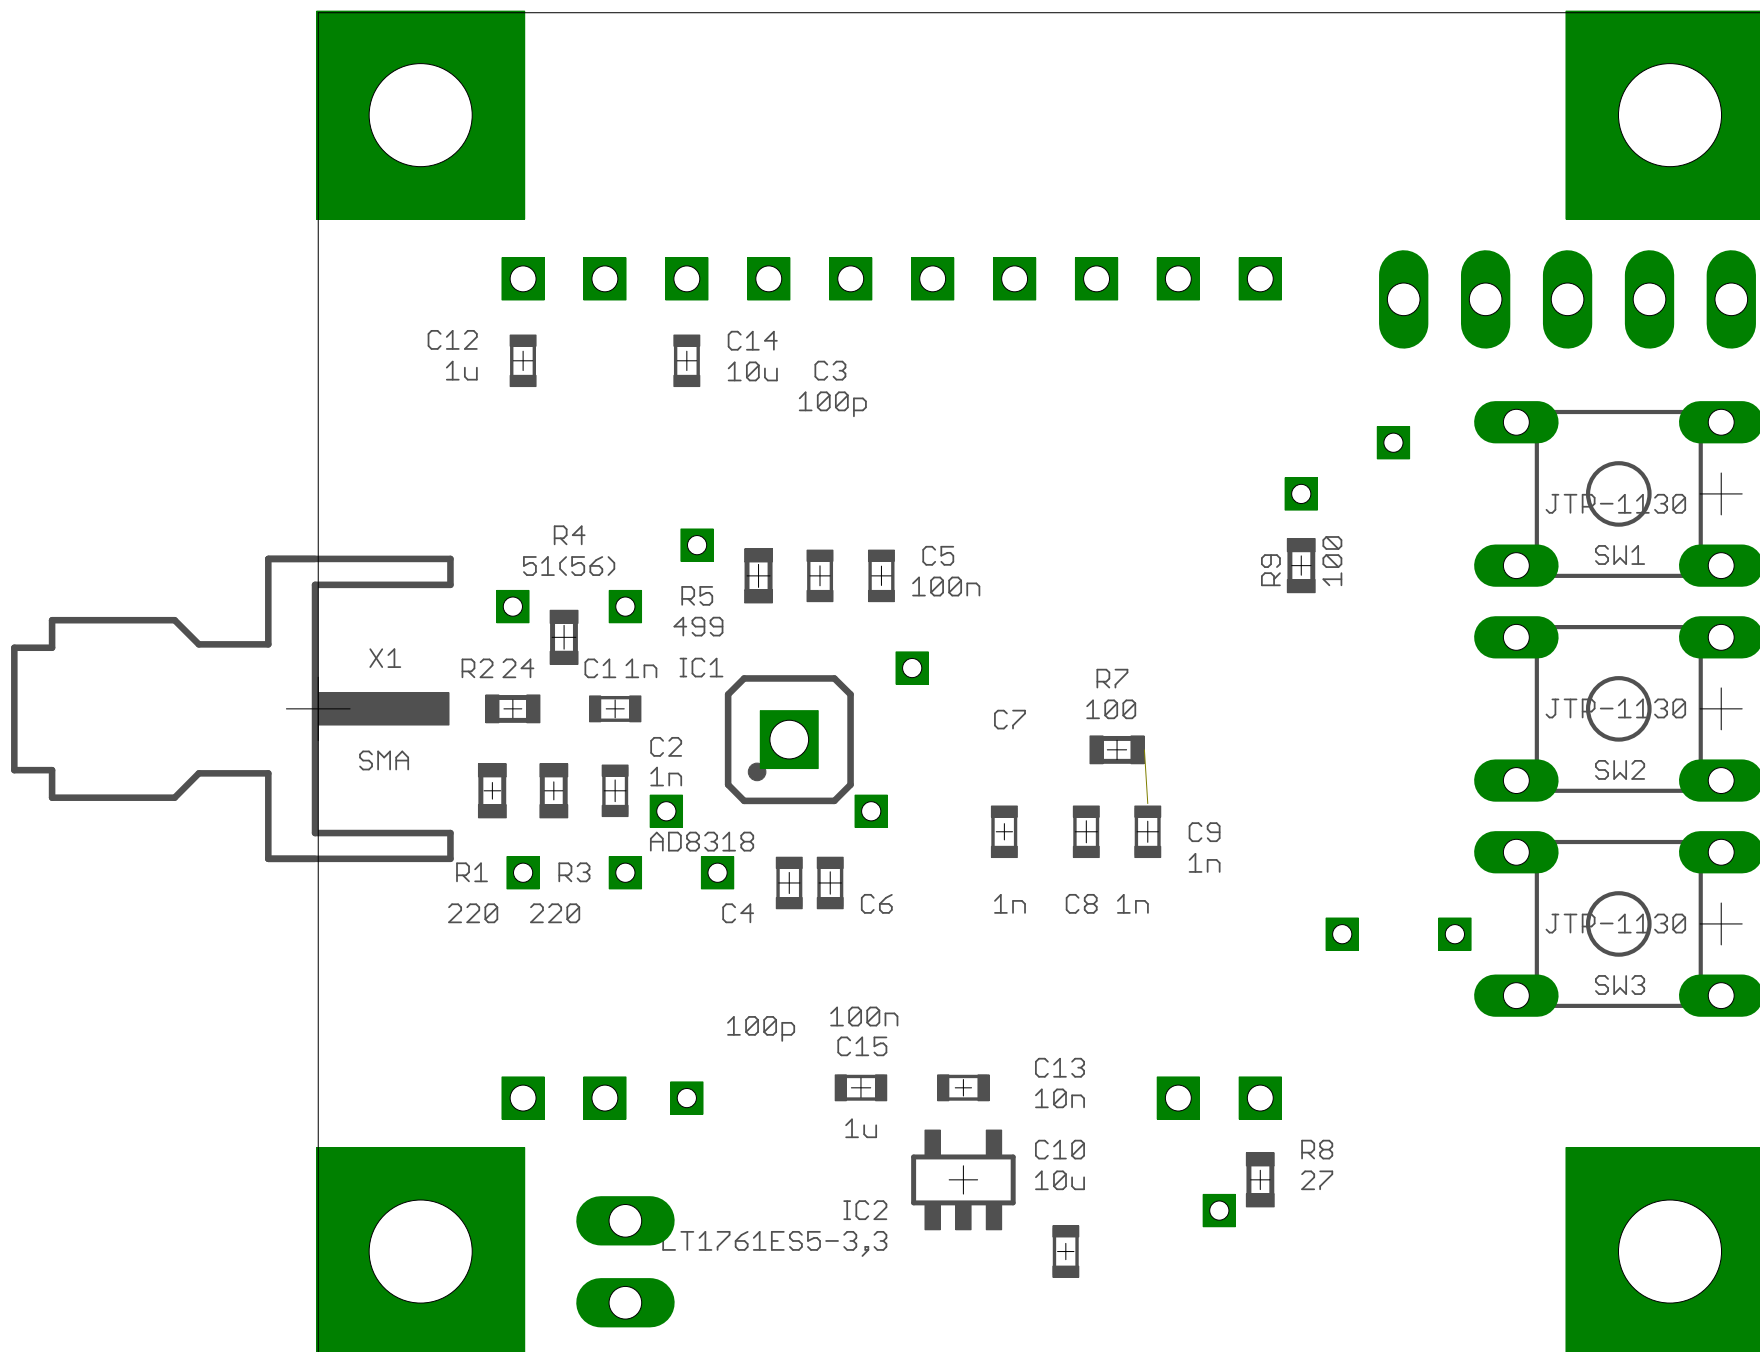 C12
1u
C14
10u
C3
100p
JTP-1130
SW1
R4
51(56)
R5
499
C5
100n
R9
100
X1
SMA
R2 24
C1 1n
IC1
C2
1n
AD8318
R7
100
C7
JTP-1130
SW2
C9
1n
R1
220
R3
220
C4
C6
1n
C8 1n
JTP-1130
SW3
100p
100n
C15
1u
C13
10n
C10
10u
R8
27
IC2
LT1761ES5-3,3